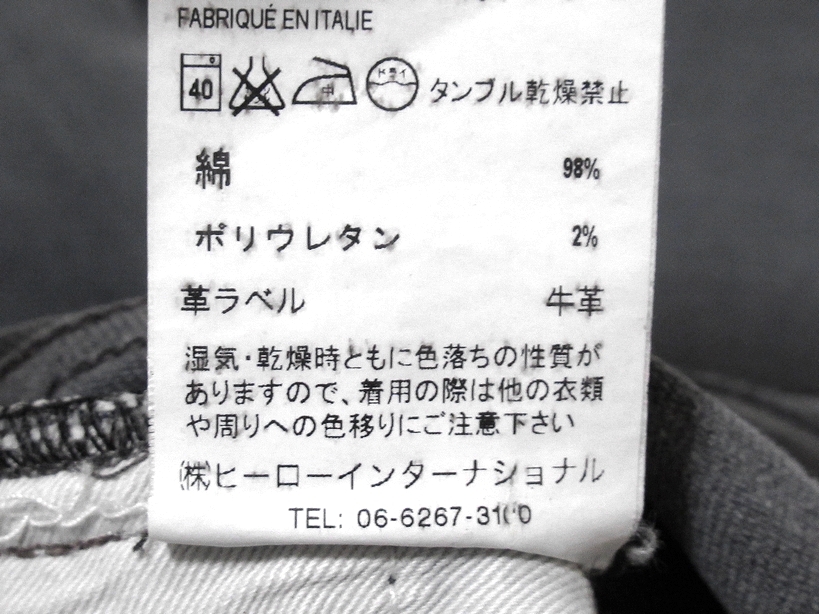 FABRIQUÉ EN ITALIE
40 中 ドライ タンブル乾燥禁止
綿 98%
ポリウレタン 2%
革ラベル 牛革
湿気・乾燥時ともに色落ちの性質が
ありますので、着用の際は他の衣類
や周りへの色移りにご注意下さい
㈱ヒーローインターナショナル
TEL: 06-6267-3100